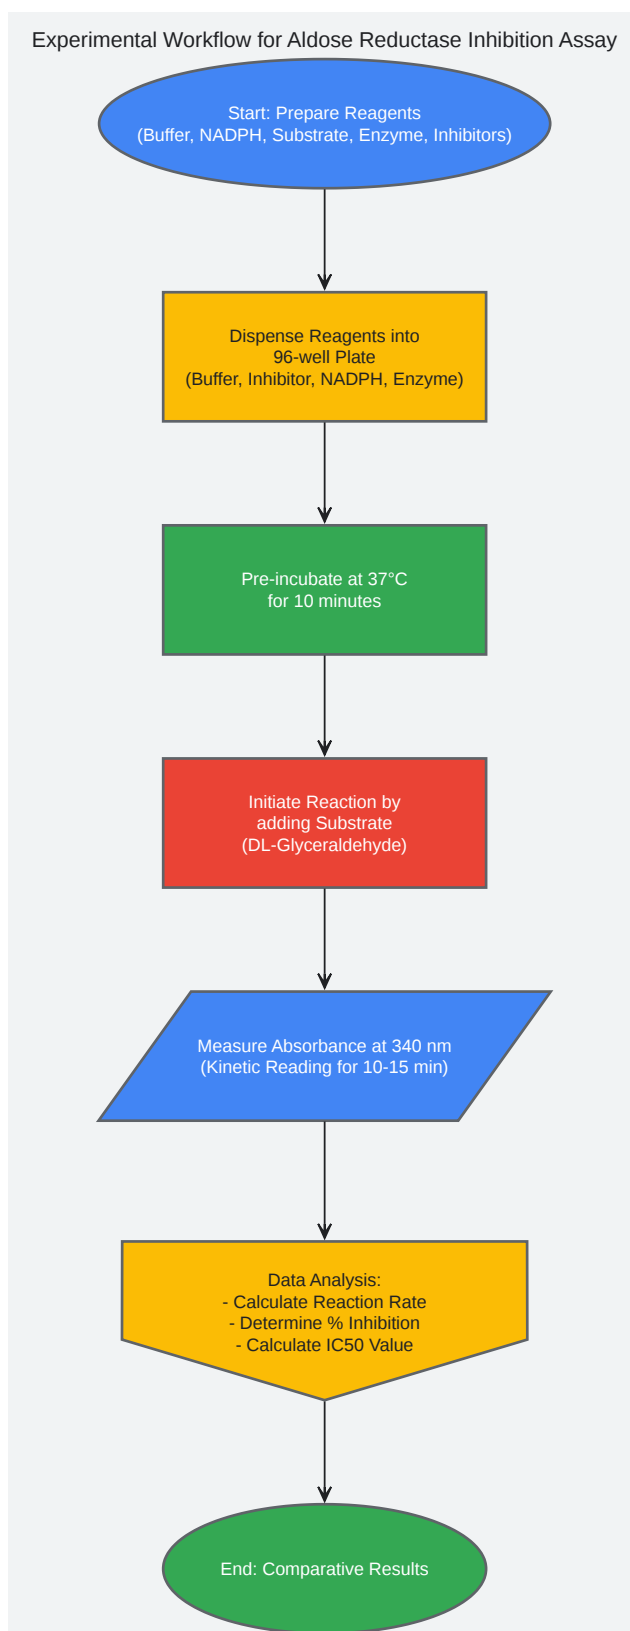 Experimental Workflow for Aldose Reductase Inhibition Assay
Start: Prepare Reagents
(Buffer, NADPH, Substrate, Enzyme, Inhibitors)
Dispense Reagents into
96-well Plate
(Buffer, Inhibitor, NADPH, Enzyme)
Pre-incubate at 37°C
for 10 minutes
Initiate Reaction by
adding Substrate
(DL-Glyceraldehyde)
Measure Absorbance at 340 nm
(Kinetic Reading for 10-15 min)
Data Analysis:
- Calculate Reaction Rate
- Determine % Inhibition
- Calculate IC50 Value
End: Comparative Results